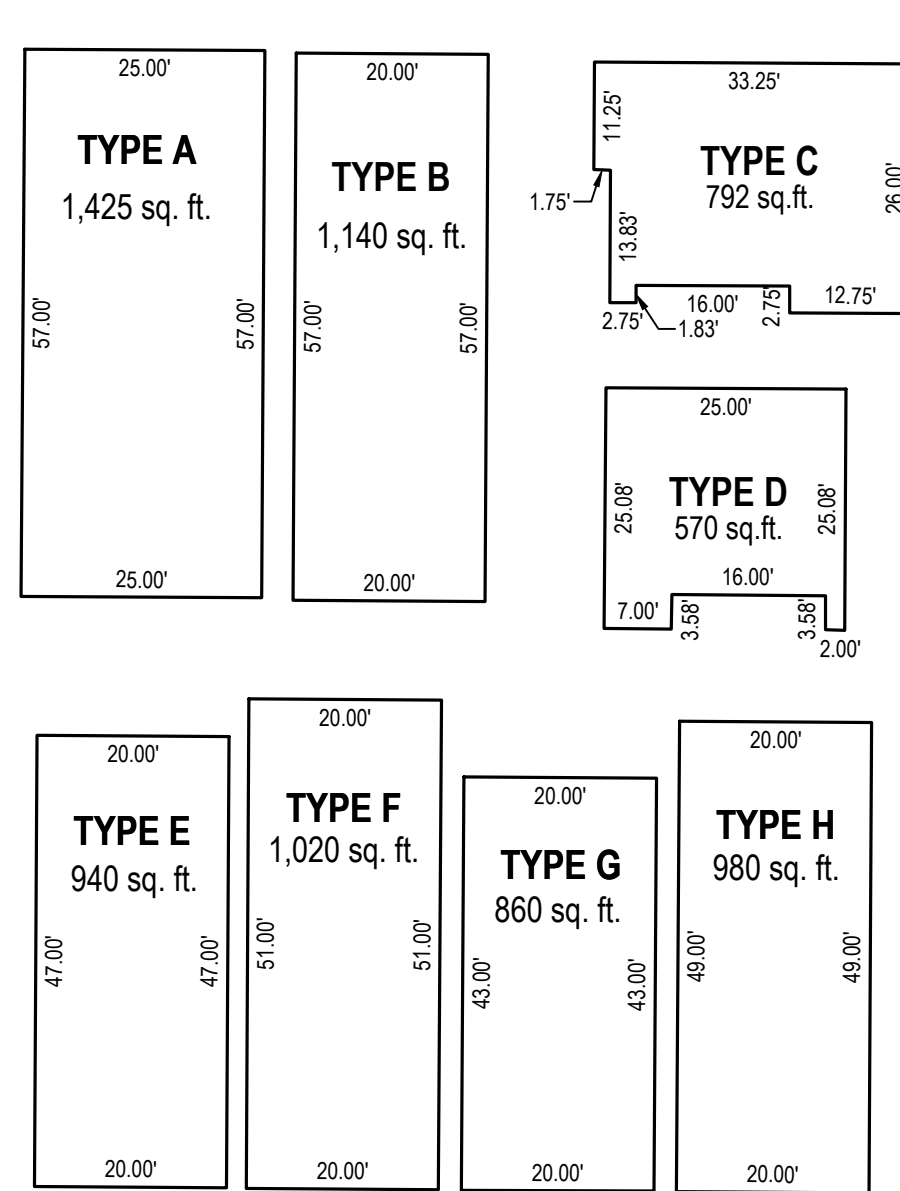 25.00'
TYPE A
1,425 sq. ft.
57.00'
57.00'
25.00'
20.00'
TYPE B
1,140 sq. ft.
57.00'
57.00'
20.00'
33.25'
11.25'
TYPE C
792 sq.ft.
26.00'
1.75'
13.83'
2.75'
1.83'
16.00'
2.75'
12.75'
25.00'
TYPE D
570 sq.ft.
25.08'
25.08'
16.00'
7.00'
3.58'
3.58'
2.00'
20.00'
TYPE E
940 sq. ft.
47.00'
47.00'
20.00'
20.00'
TYPE F
1,020 sq. ft.
51.00'
51.00'
20.00'
20.00'
TYPE G
860 sq. ft.
43.00'
43.00'
20.00'
20.00'
TYPE H
980 sq. ft.
49.00'
49.00'
20.00'